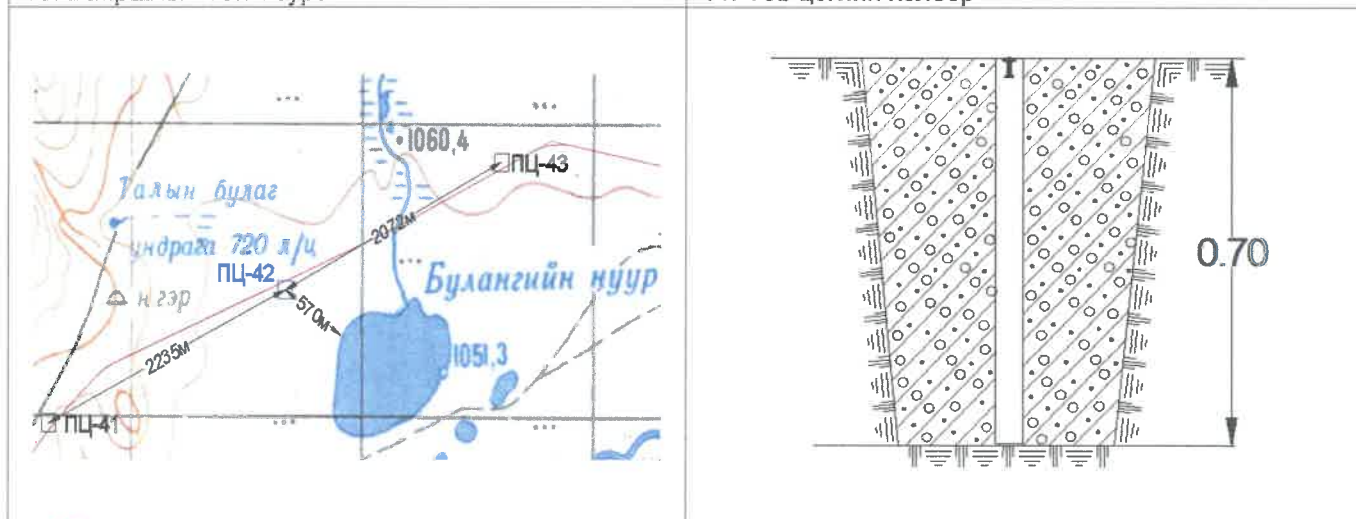 1060,4
ПЦ-43
Талын булаг
ундрага 720 л/ц
2072м
ПЦ-42
Булангийн нуур
н гэр
570м
2235м
1051,3
ПЦ-41
0.70